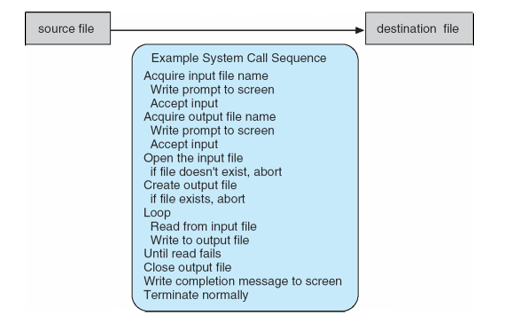 source file
destination file
Example System Call Sequence
Acquire input file name
Write prompt to screen
Accept input
Acquire output file name
Write prompt to screen
Accept input
Open the input file
if file doesn't exist, abort
Create output file
if file exists, abort
Loop
Read from input file
Write to output file
Until read fails
Close output file
Write completion message to screen
Terminate normally